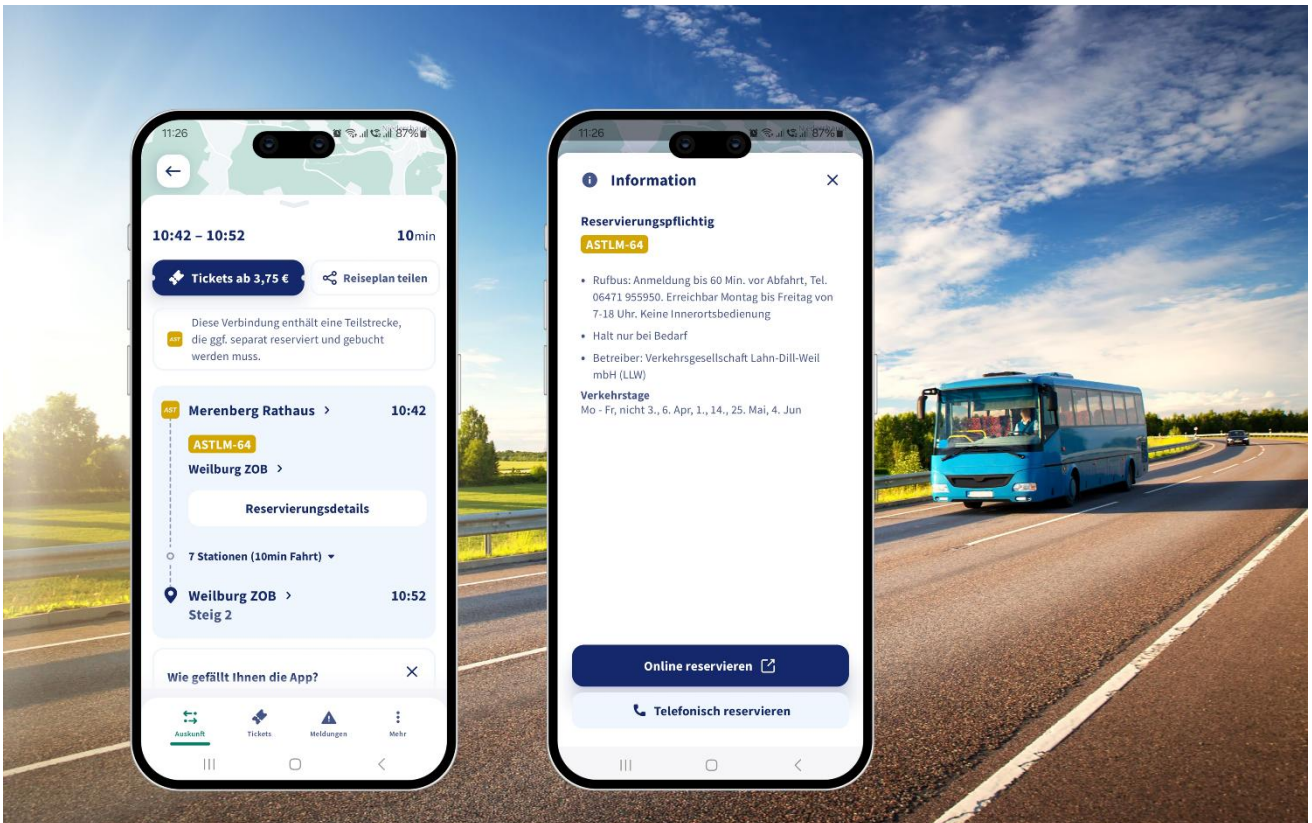 11:26
87%
10:42 – 10:52
10min
Tickets ab 3,75 €
Reiseplan teilen
AST
Diese Verbindung enthält eine Teilstrecke,
die ggf. separat reserviert und gebucht
werden muss.
AST
Merenberg Rathaus >
10:42
ASTLM-64
Weilburg ZOB >
Reservierungsdetails
7 Stationen (10min Fahrt)
Weilburg ZOB >
10:52
Steig 2
Wie gefällt Ihnen die App?
Auskunft
Tickets
Meldungen
Mehr
11:26
87%
Information
Reservierungspflichtig
ASTLM-64
• Rufbus: Anmeldung bis 60 Min. vor Abfahrt, Tel.
06471 955950. Erreichbar Montag bis Freitag von
7-18 Uhr. Keine Innerortsbedienung
• Halt nur bei Bedarf
• Betreiber: Verkehrsgesellschaft Lahn-Dill-Weil
mbH (LLW)
Verkehrstage
Mo - Fr, nicht 3., 6. Apr, 1., 14., 25. Mai, 4. Jun
Online reservieren
Telefonisch reservieren